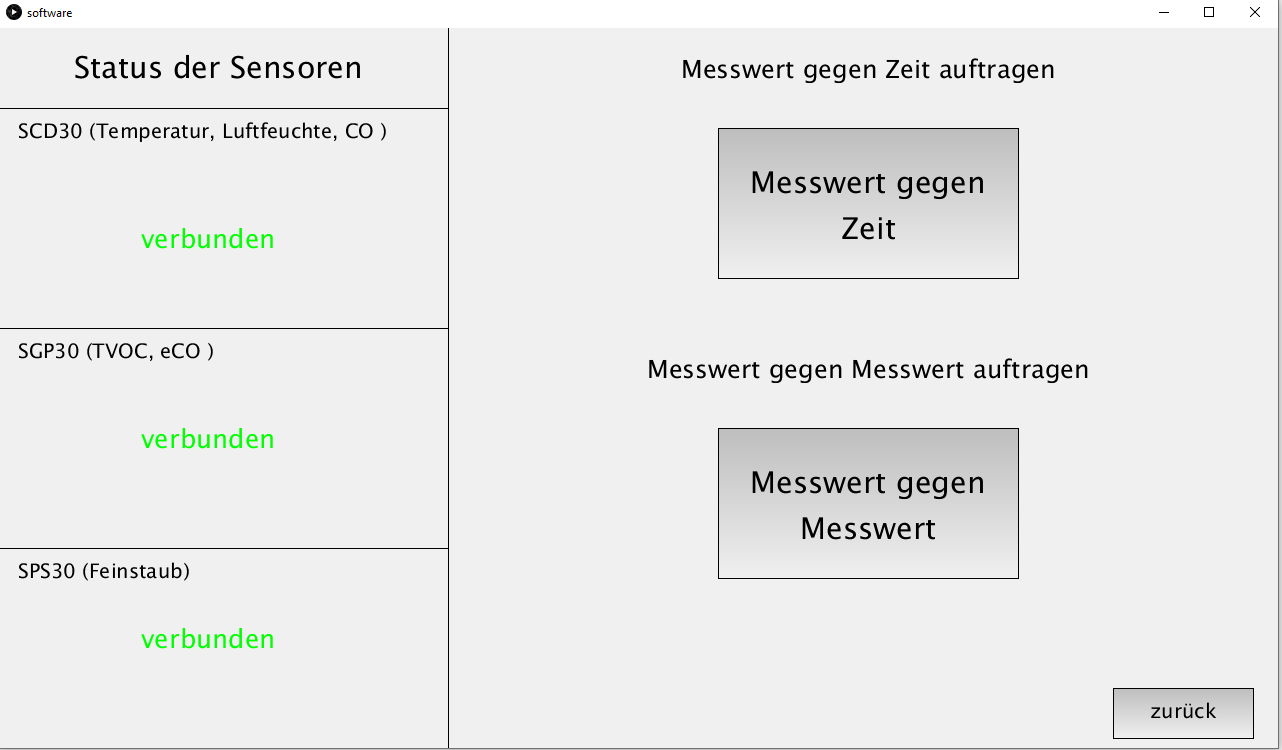 software
Status der Sensoren
SCD30 (Temperatur, Luftfeuchte, CO )
verbunden
SGP30 (TVOC, eCO )
verbunden
SPS30 (Feinstaub)
verbunden
Messwert gegen Zeit auftragen
Messwert gegen
Zeit
Messwert gegen Messwert auftragen
Messwert gegen
Messwert
zurück